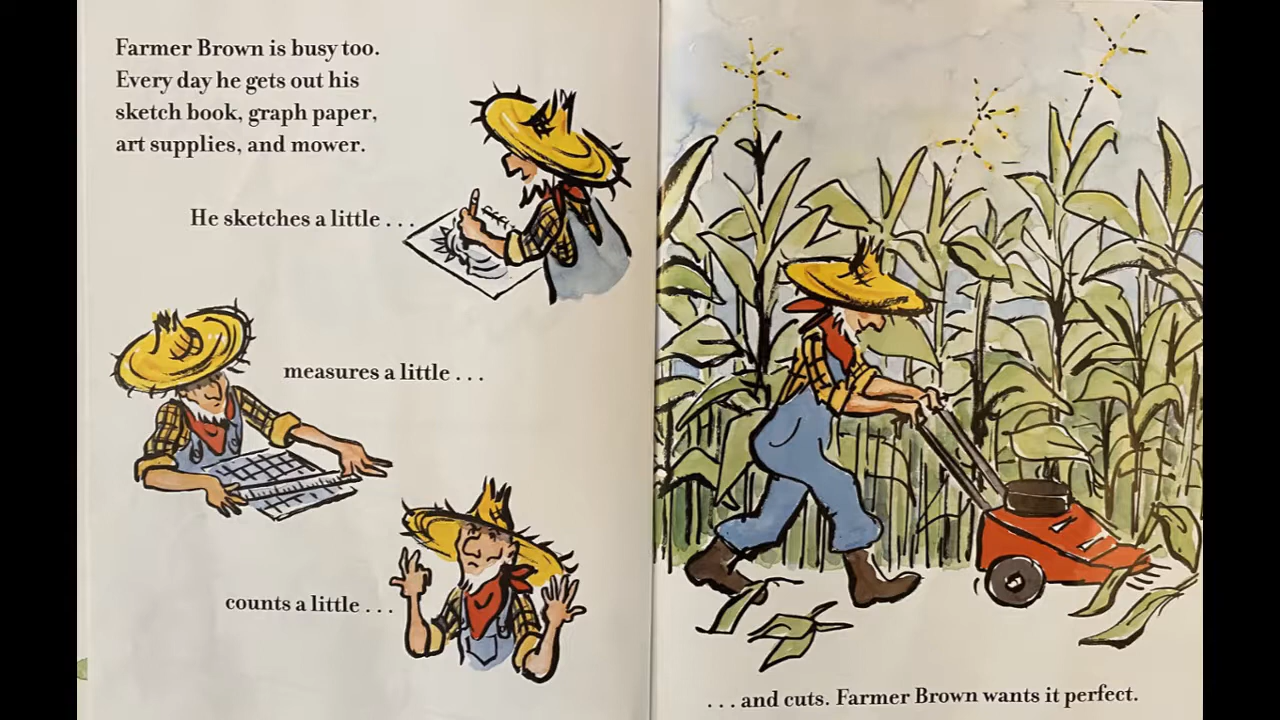 Farmer Brown is busy too.
Every day he gets out his
sketch book, graph paper,
art supplies, and mower.
He sketches a little . . .
measures a little . . .
counts a little . . .
. . . and cuts. Farmer Brown wants it perfect.